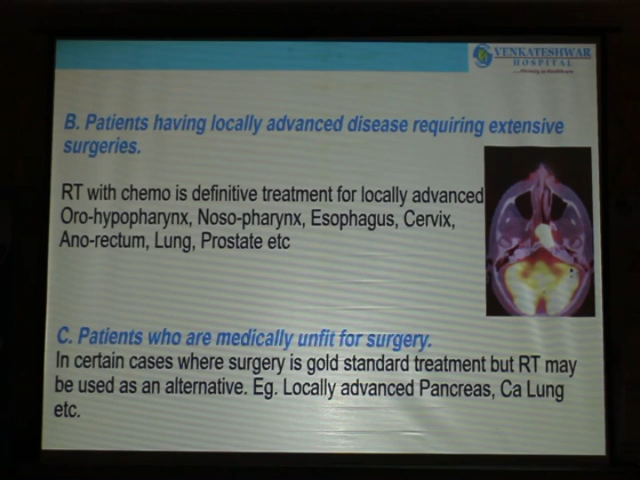 VENKATESHWAR
HOSPITAL
B. Patients having locally advanced disease requiring extensive
surgeries.
RT with chemo is definitive treatment for locally advanced
Oro-hypopharynx, Noso-pharynx, Esophagus, Cervix,
Ano-rectum, Lung, Prostate etc
C. Patients who are medically unfit for surgery.
In certain cases where surgery is gold standard treatment but RT may
be used as an alternative. Eg. Locally advanced Pancreas, Ca Lung
etc.